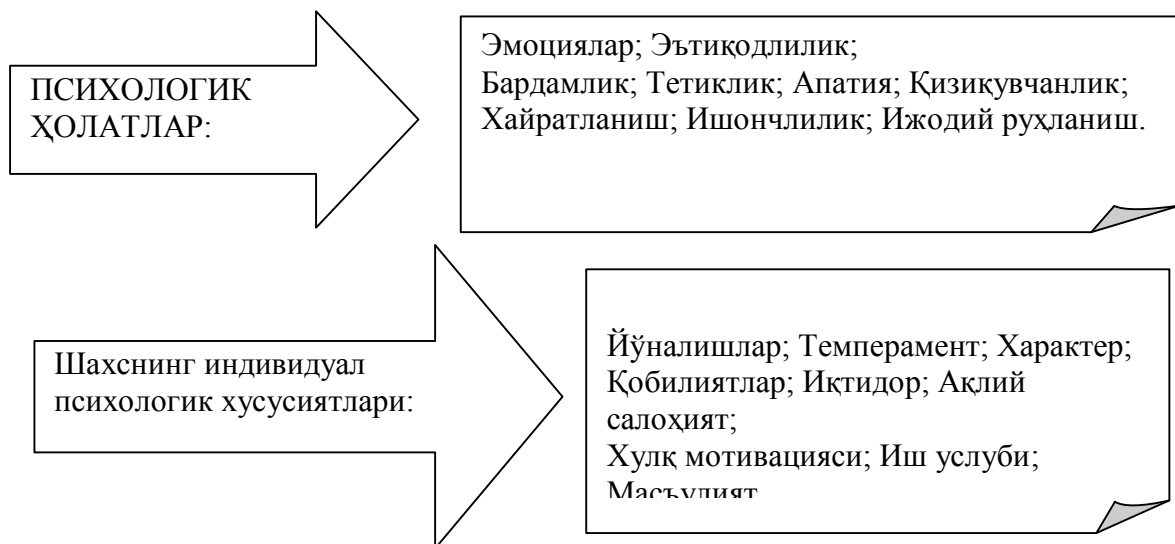 ПСИХОЛОГИК
ҲОЛАТЛАР:
Эмоциялар; Эътиқодлилик;
Бардамлик; Тетиклик; Апатия; Қизиқувчанлик;
Хайратланиш; Ишончлилик; Ижодий руҳланиш.
Шахснинг индивидуал
психологик хусусиятлари:
Йўналишлар; Темперамент; Характер;
Қобилиятлар; Иқтидор; Ақлий
салоҳият;
Хулқ мотивацияси; Иш услуби;
Масъулият